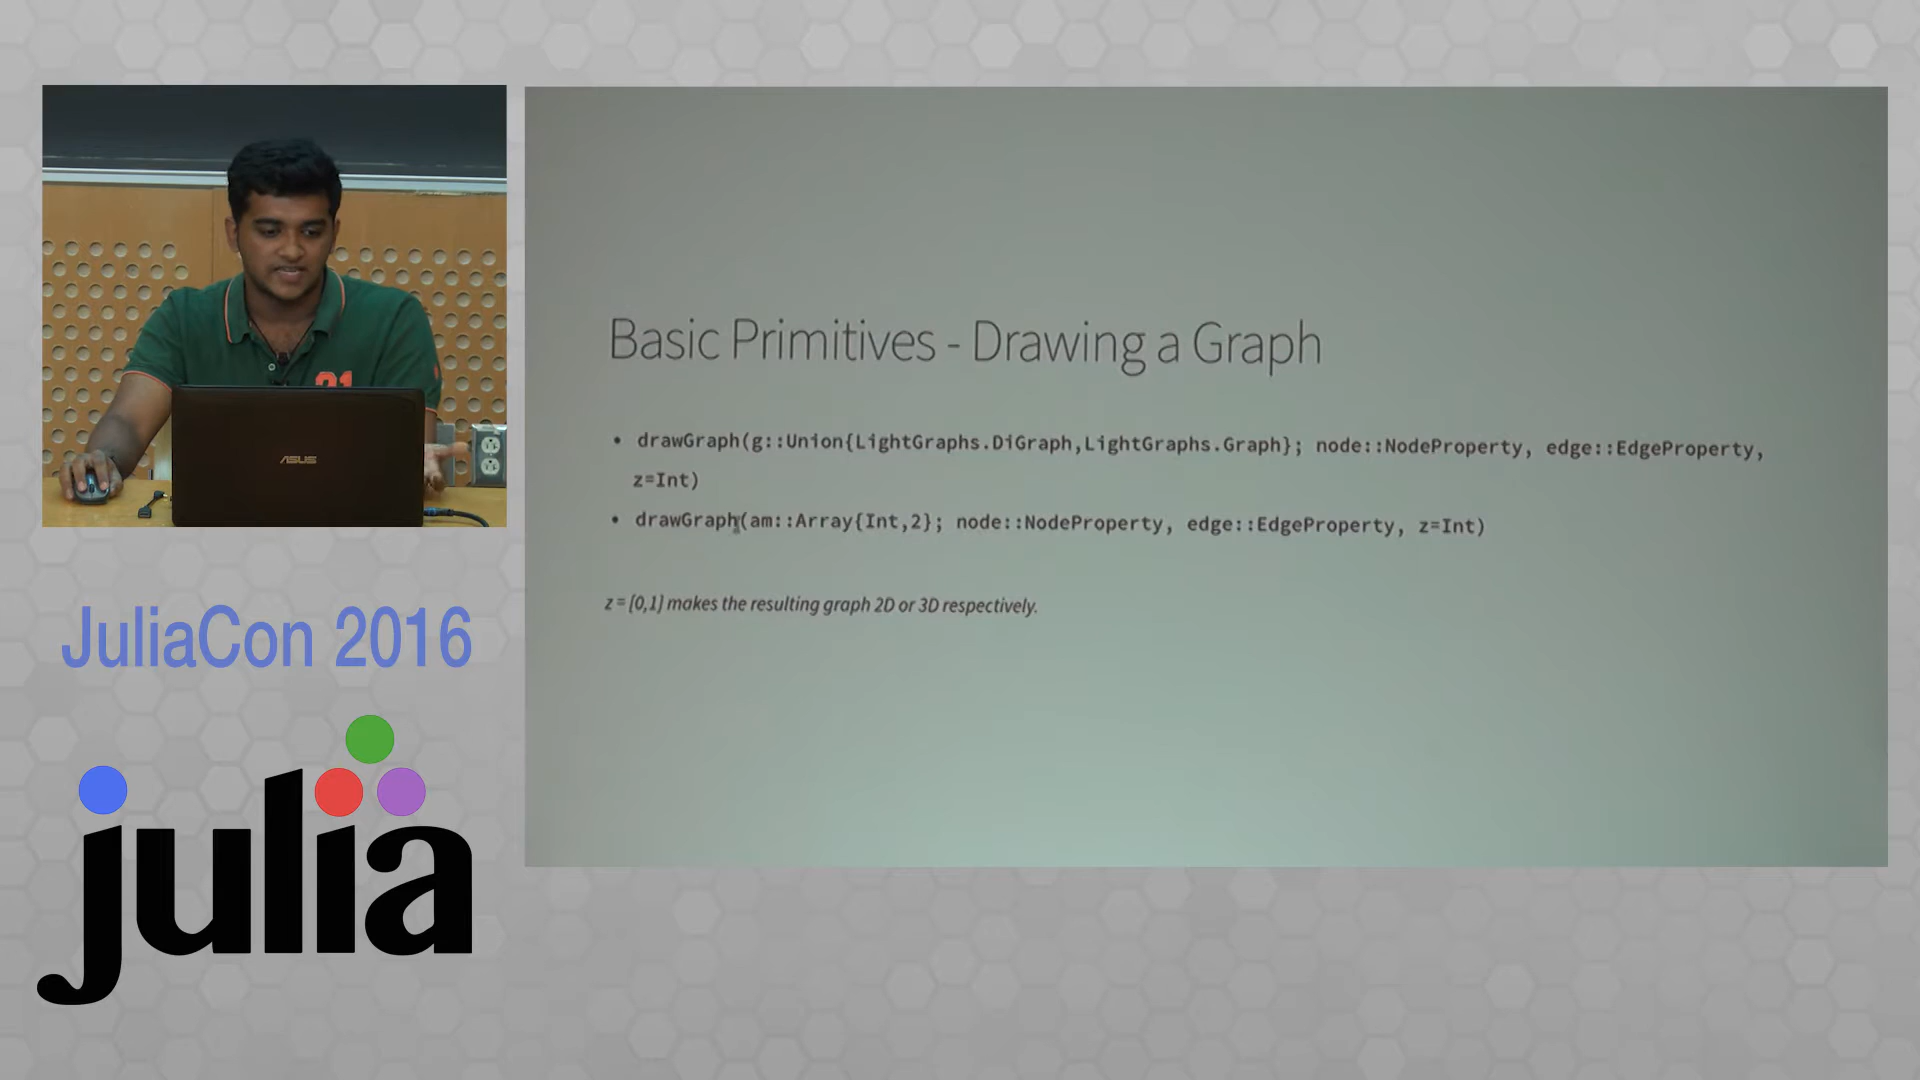 Basic Primitives - Drawing a Graph
• drawGraph(g::Union{LightGraphs.DiGraph,LightGraphs.Graph}; node::NodeProperty, edge::EdgeProperty,
z=Int)
• drawGraph(am::Array{Int,2}; node::NodeProperty, edge::EdgeProperty, z=Int)
z = [0,1] makes the resulting graph 2D or 3D respectively.
ASUS
JuliaCon 2016
julia